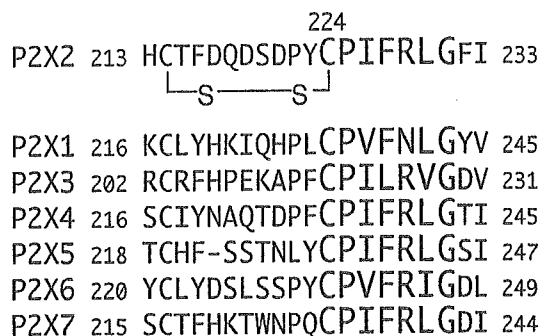 224
P2X2 213 HCTFDQDSDPYCPIFRLGFI 233
S S
P2X1 216 KCLYHKIQHPLCPVFNLGYV 245
P2X3 202 RCRFHPEKAPFCPILRVGDV 231
P2X4 216 SCIYNAQTDPFCPIFRLGTI 245
P2X5 218 TCHF-SSTNLYCPIFRLGSI 247
P2X6 220 YCLYDSLSSPYCPVFRIGDL 249
P2X7 215 SCTFHKTWNPQCPIFRLGDI 244